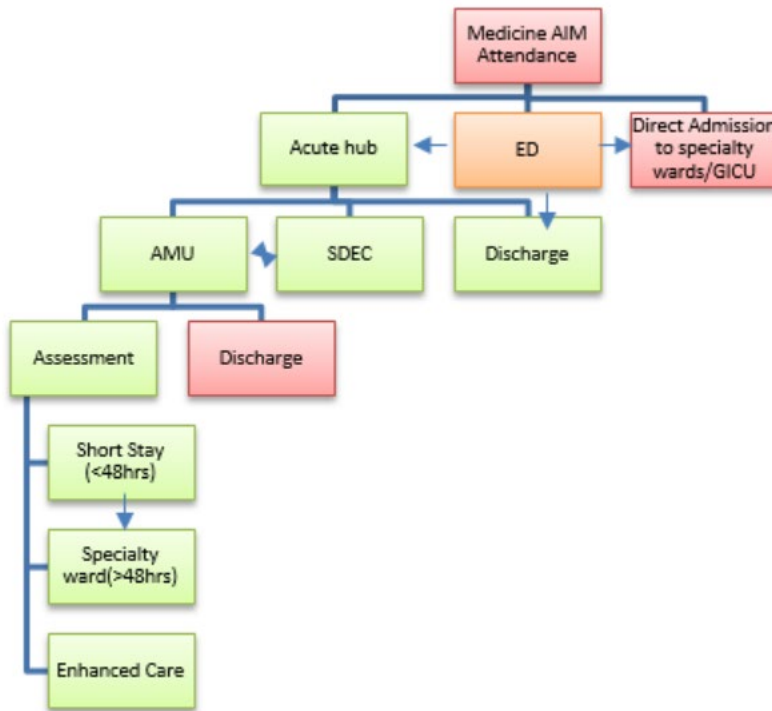 Medicine AIM
Attendance
Acute hub
ED
Direct Admission
to specialty
wards/GICU
AMU
SDEC
Discharge
Assessment
Discharge
Short Stay
(<48hrs)
Specialty
ward(>48hrs)
Enhanced Care